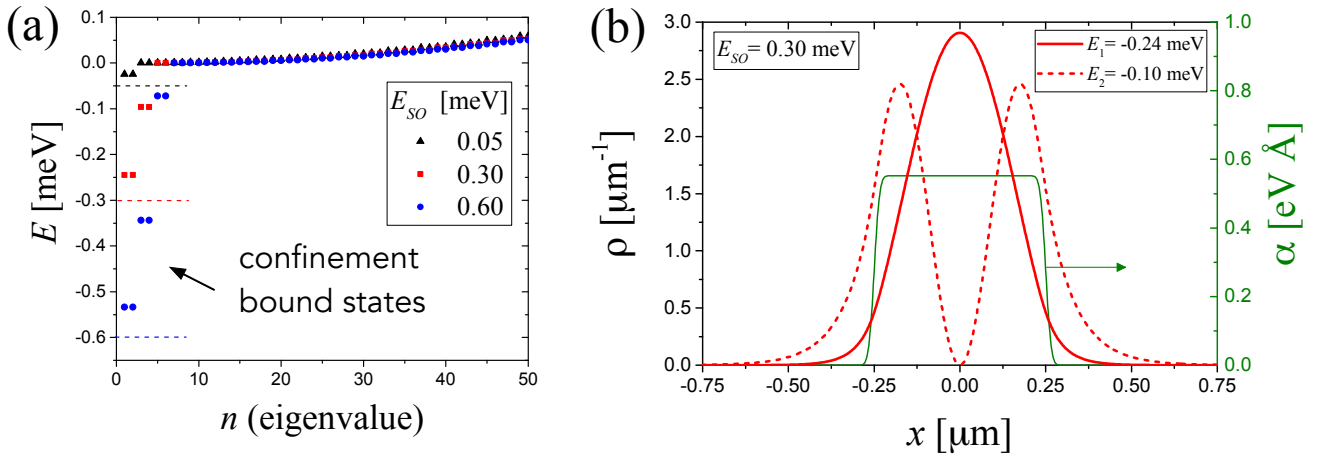 (a)
0.1
0.0
-0.1
-0.2
-0.3
-0.4
-0.5
-0.6
E [meV]
E_SO [meV]
0.05
0.30
0.60
confinement
bound states
0 10 20 30 40 50
n (eigenvalue)
(b)
3.0
2.5
2.0
1.5
1.0
0.5
0.0
ρ [μm⁻¹]
E_SO = 0.30 meV
E₁= -0.24 meV
E₂= -0.10 meV
1.0
0.8
0.6
0.4
0.2
0.0
α [eV Å]
-0.75 -0.50 -0.25 0.00 0.25 0.50 0.75
x [μm]